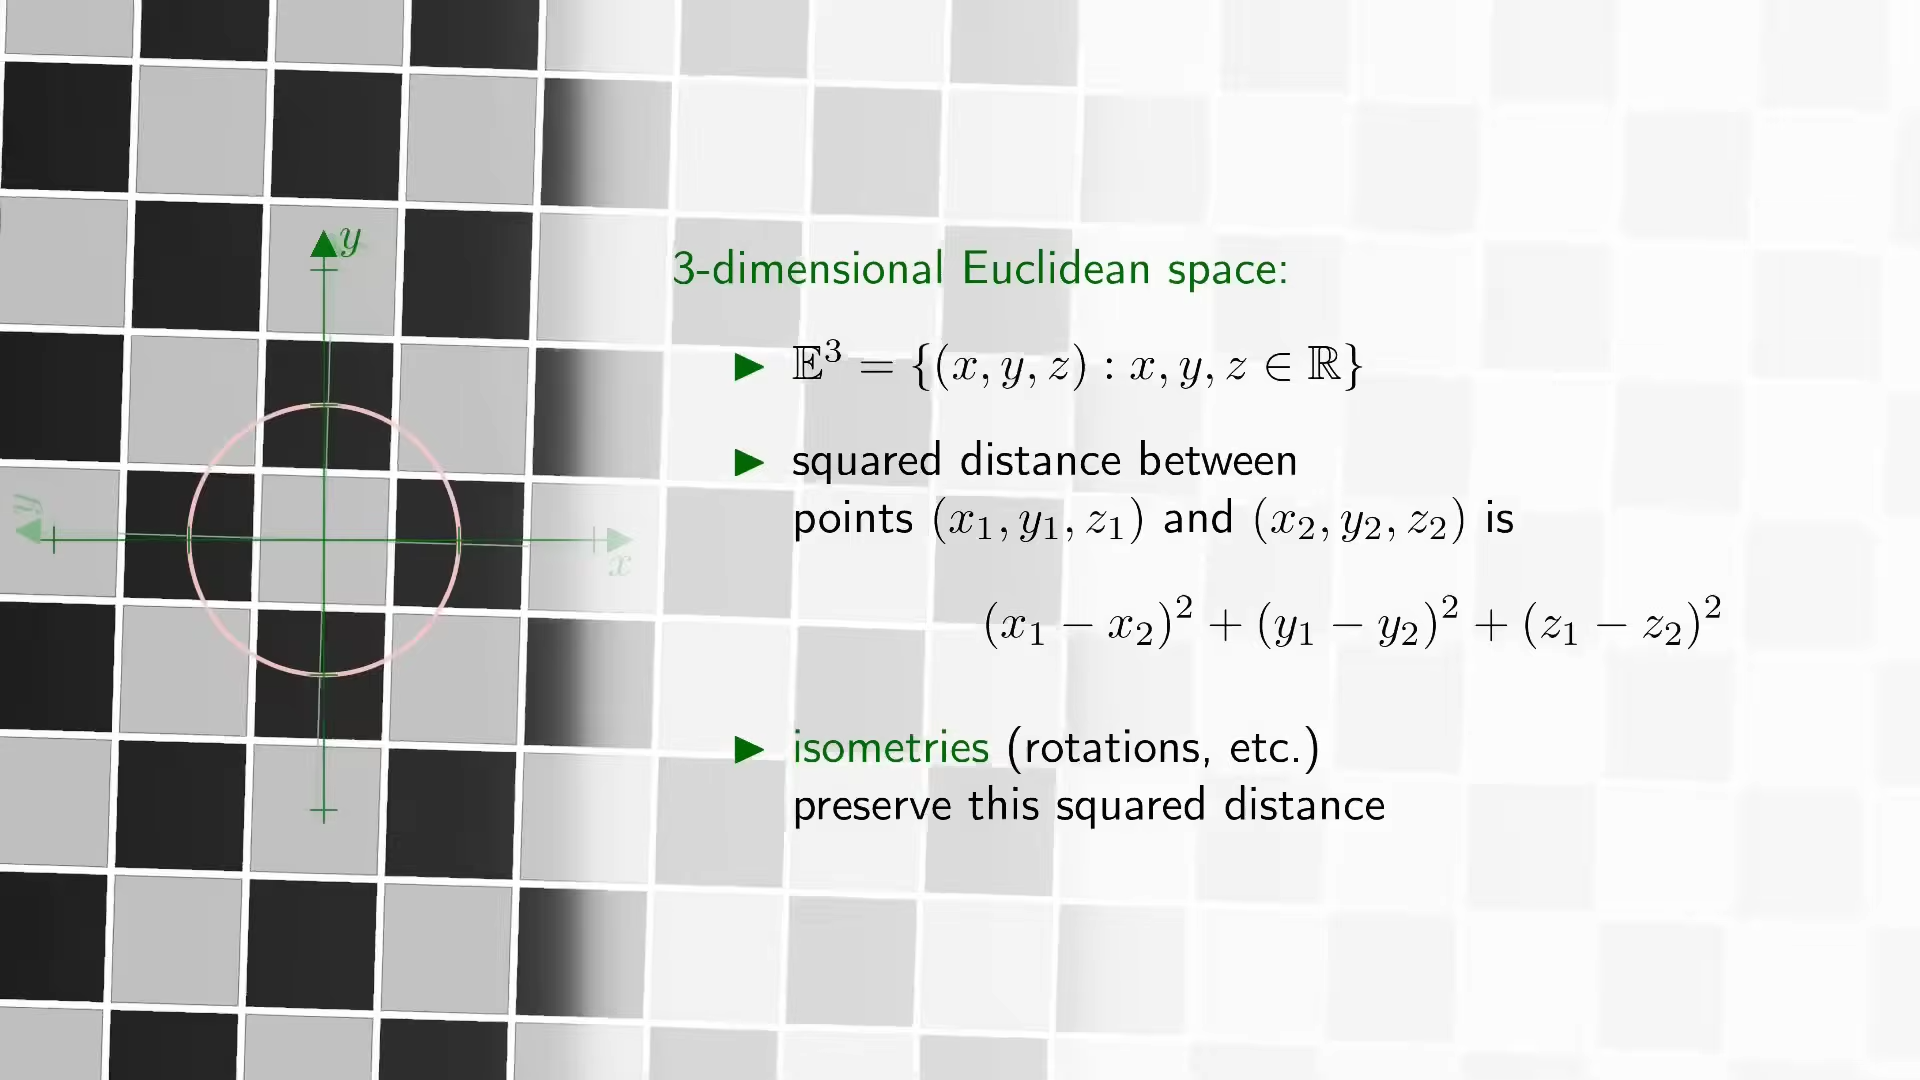 y
y
x
3-dimensional Euclidean space:
► 𝔼³ = {(x, y, z) : x, y, z ∈ ℝ}
► squared distance between
points (x₁, y₁, z₁) and (x₂, y₂, z₂) is
(x₁ − x₂)² + (y₁ − y₂)² + (z₁ − z₂)²
► isometries (rotations, etc.)
preserve this squared distance